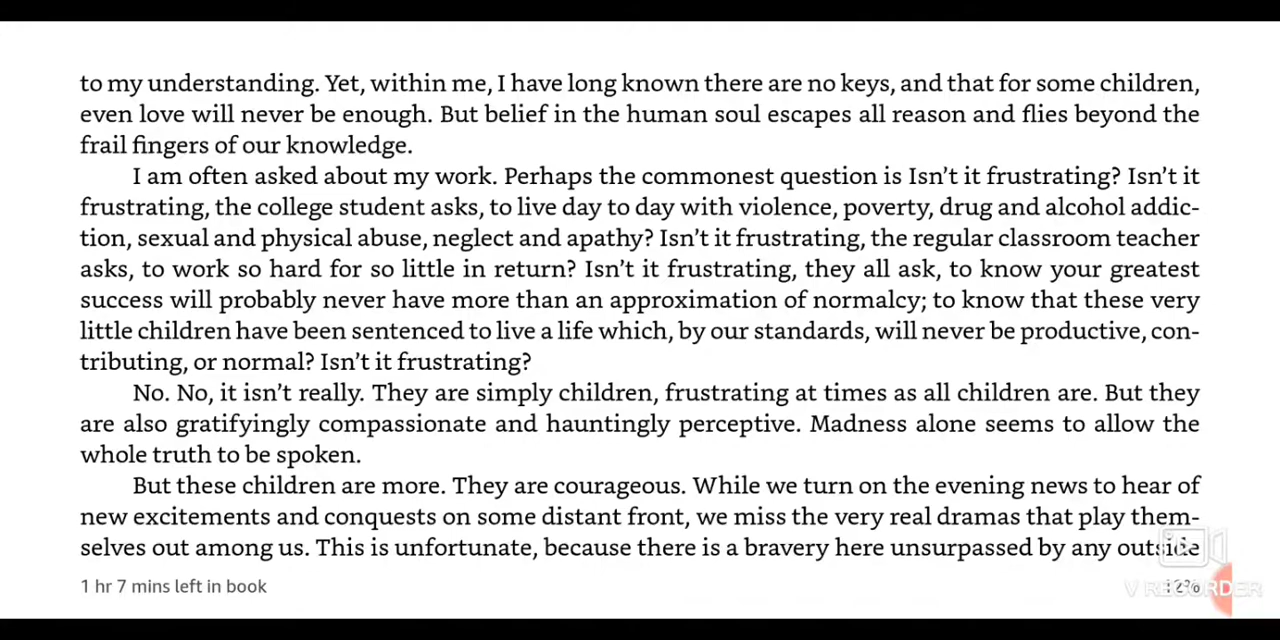 to my understanding. Yet, within me, I have long known there are no keys, and that for some children,
even love will never be enough. But belief in the human soul escapes all reason and flies beyond the
frail fingers of our knowledge.
I am often asked about my work. Perhaps the commonest question is Isn't it frustrating? Isn't it
frustrating, the college student asks, to live day to day with violence, poverty, drug and alcohol addic-
tion, sexual and physical abuse, neglect and apathy? Isn't it frustrating, the regular classroom teacher
asks, to work so hard for so little in return? Isn't it frustrating, they all ask, to know your greatest
success will probably never have more than an approximation of normalcy; to know that these very
little children have been sentenced to live a life which, by our standards, will never be productive, con-
tributing, or normal? Isn't it frustrating?
No. No, it isn't really. They are simply children, frustrating at times as all children are. But they
are also gratifyingly compassionate and hauntingly perceptive. Madness alone seems to allow the
whole truth to be spoken.
But these children are more. They are courageous. While we turn on the evening news to hear of
new excitements and conquests on some distant front, we miss the very real dramas that play them-
selves out among us. This is unfortunate, because there is a bravery here unsurpassed by any outside
1 hr 7 mins left in book
12%
V RECORDER